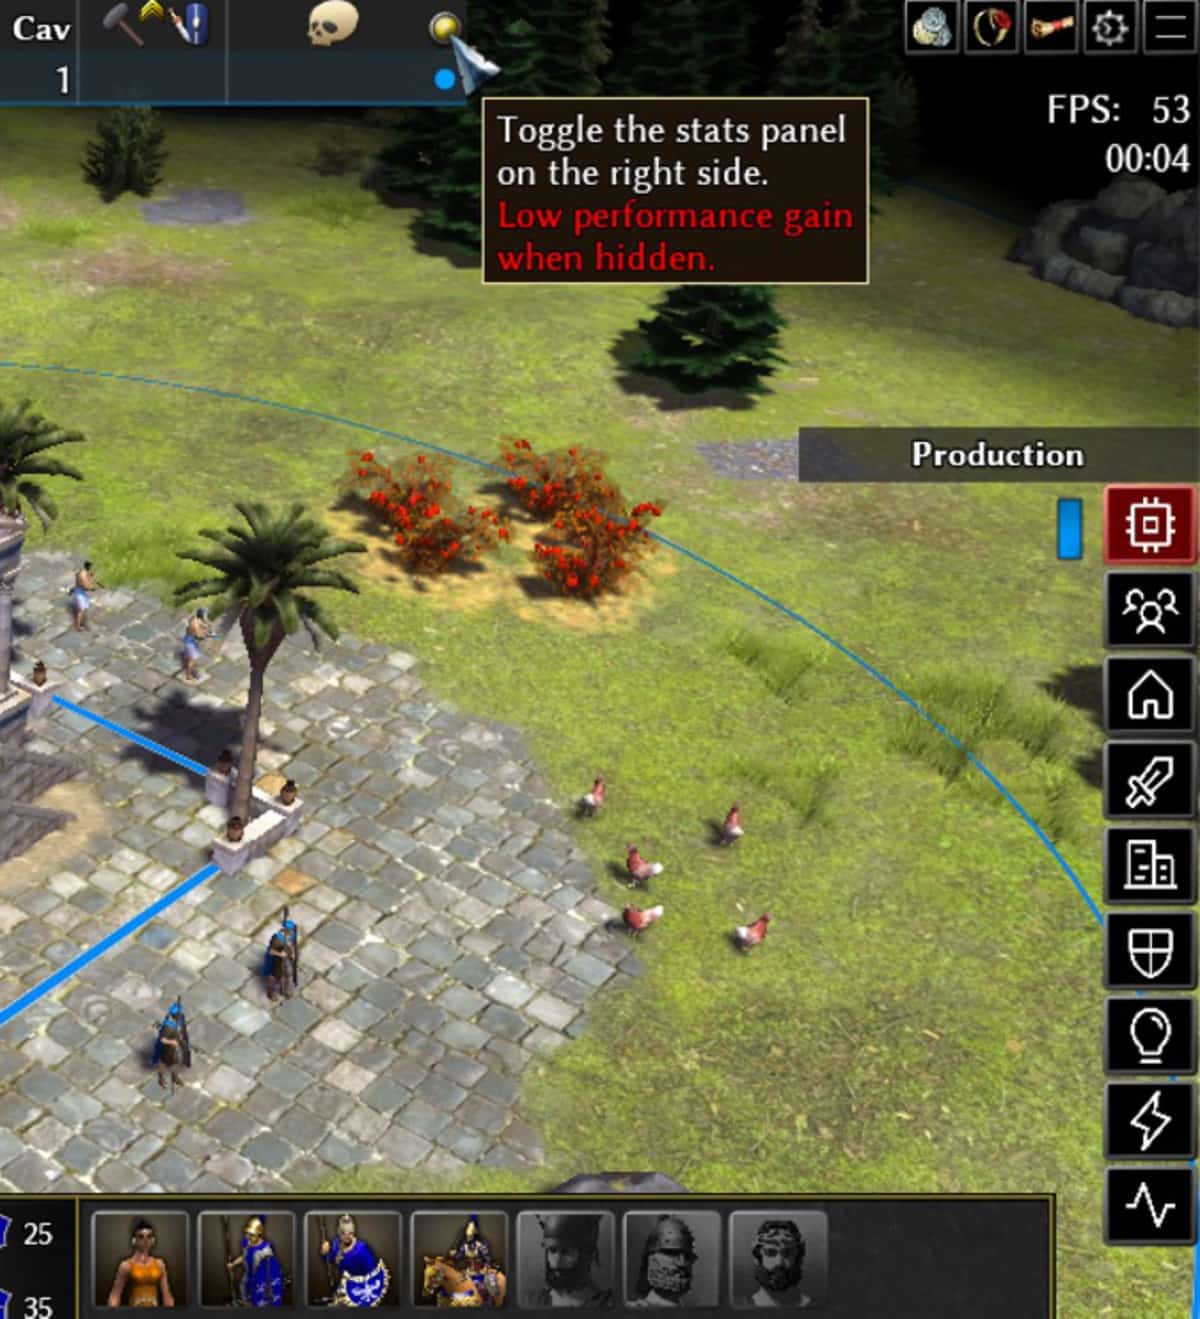 Cav
1
Toggle the stats panel
on the right side.
Low performance gain
when hidden.
FPS: 53
00:04
Production
25
35